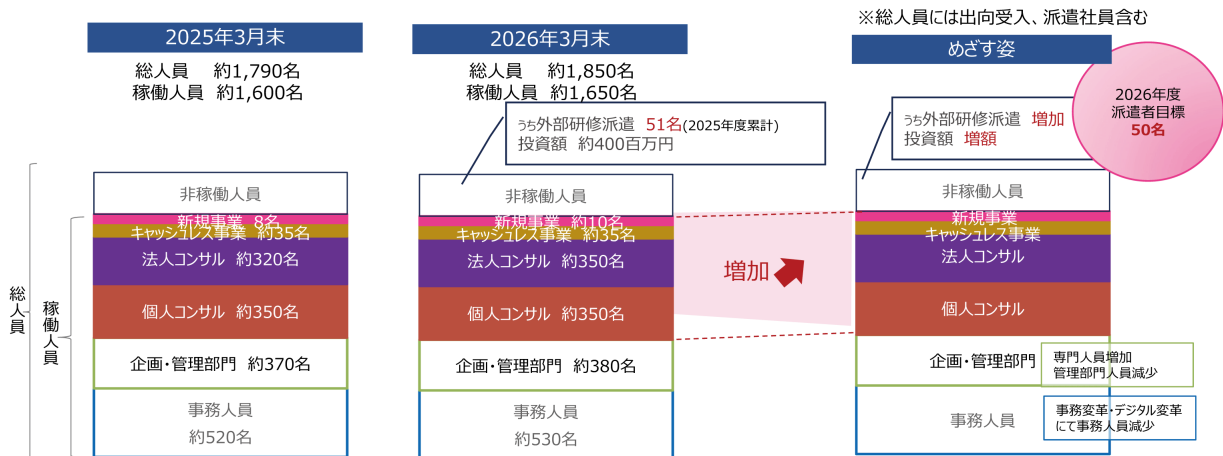 ※総人員には出向受入、派遣社員含む
2025年3月末
総人員 約1,790名
稼働人員 約1,600名
2026年3月末
総人員 約1,850名
稼働人員 約1,650名
めざす姿
2026年度
派遣者目標
50名
うち外部研修派遣 51名(2025年度累計)
投資額 約400百万円
うち外部研修派遣 増加
投資額 増額
総人員
稼働人員
非稼働人員
新規事業 8名
キャッシュレス事業 約35名
法人コンサル 約320名
個人コンサル 約350名
企画・管理部門 約370名
事務人員
約520名
非稼働人員
新規事業 約10名
キャッシュレス事業 約35名
法人コンサル 約350名
個人コンサル 約350名
企画・管理部門 約380名
事務人員
約530名
増加
非稼働人員
新規事業
キャッシュレス事業
法人コンサル
個人コンサル
企画・管理部門
専門人員増加
管理部門人員減少
事務人員
事務変革・デジタル変革
にて事務人員減少